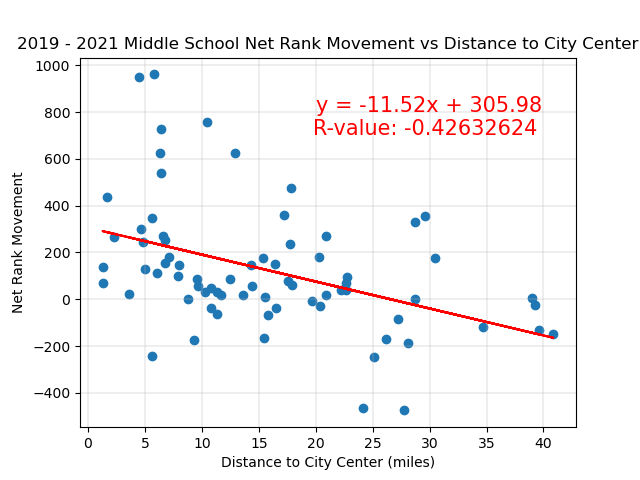 2019 - 2021 Middle School Net Rank Movement vs Distance to City Center
1000
800
600
400
200
0
−200
−400
Net Rank Movement
y = -11.52x + 305.98
R-value: -0.42632624
0 5 10 15 20 25 30 35 40
Distance to City Center (miles)